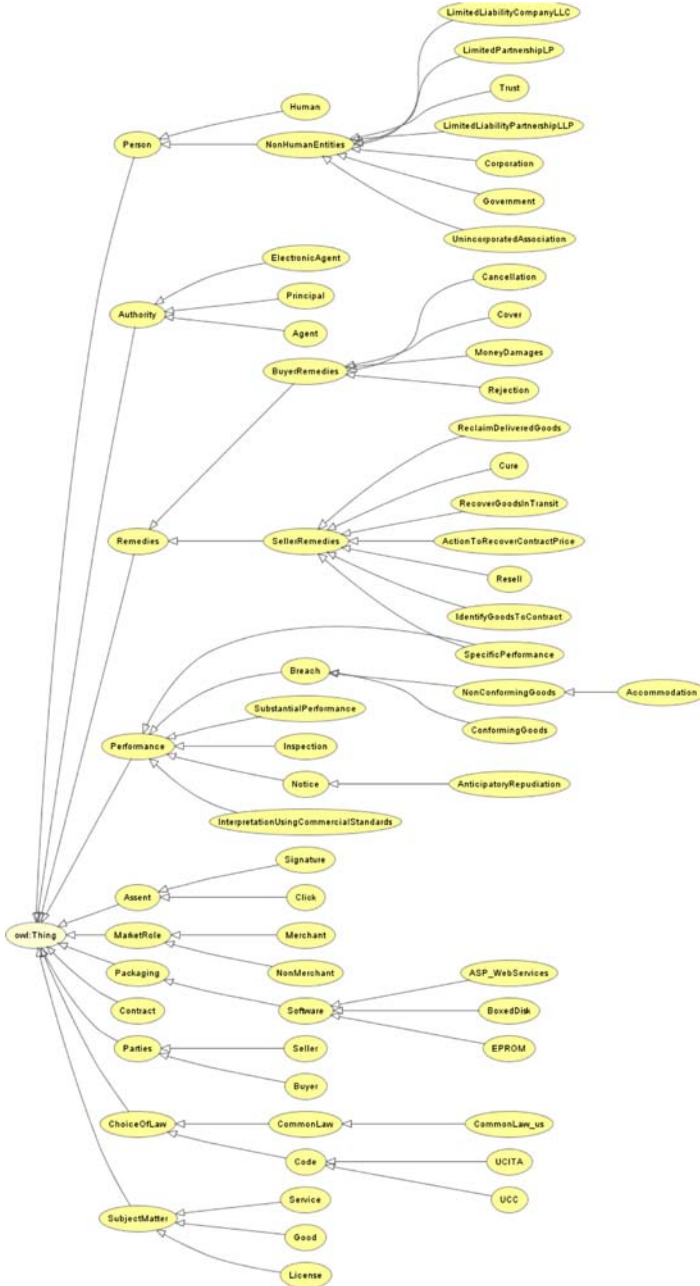 LimitedLiabilityCompanyLLC
LimitedPartnershipLP
Trust
Human
LimitedLiabilityPartnershipLLP
Person
NonHumanEntities
Corporation
Government
UnincorporatedAssociation
ElectronicAgent
Cancellation
Principal
Authority
Cover
Agent
MoneyDamages
BuyerRemedies
Rejection
ReclaimDeliveredGoods
Cure
RecoverGoodsInTransit
Remedies
SellerRemedies
ActionToRecoverContractPrice
Resell
IdentifyGoodsToContract
SpecificPerformance
Breach
NonConformingGoods
Accommodation
SubstantialPerformance
ConformingGoods
Performance
Inspection
Notice
AnticipatoryRepudiation
InterpretationUsingCommercialStandards
Signature
Assent
Click
owl:Thing
MarketRole
Merchant
Packaging
NonMerchant
ASP_WebServices
Contract
Software
BoxedDisk
Parties
Seller
EPROM
Buyer
ChoiceOfLaw
CommonLaw
CommonLaw_us
Code
UCITA
UCC
Service
SubjectMatter
Good
License